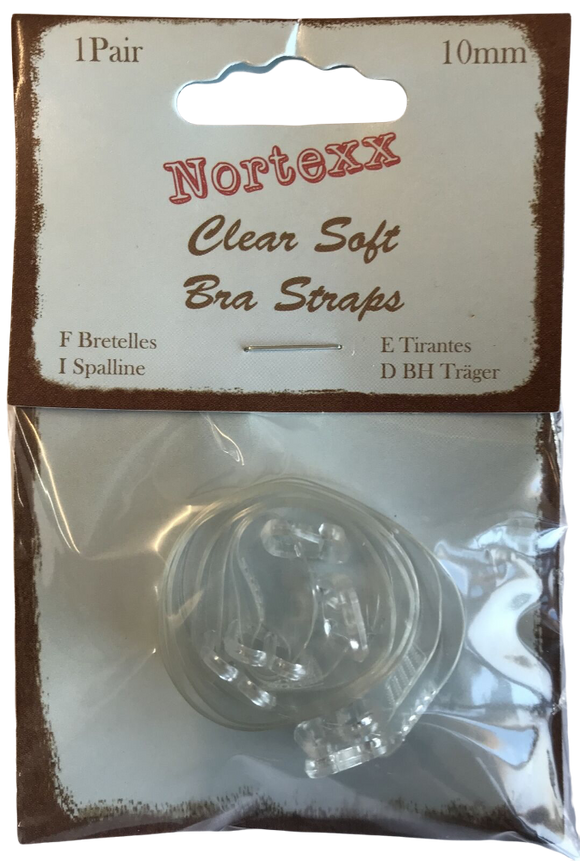 1Pair 10mm
Nortexx
Clear Soft
Bra Straps
F Bretelles E Tirantes
I Spalline D BH Träger